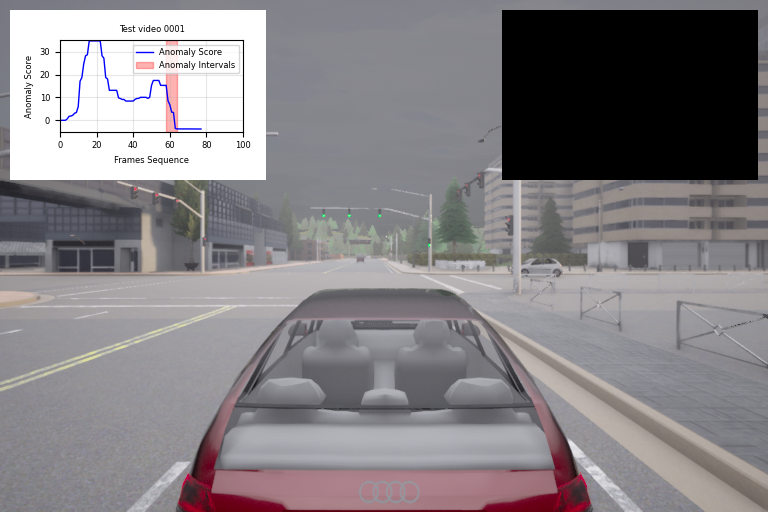 Test video 0001
Anomaly Score
Anomaly Intervals
Anomaly Score
30
20
10
0
0 20 40 60 80 100
Frames Sequence